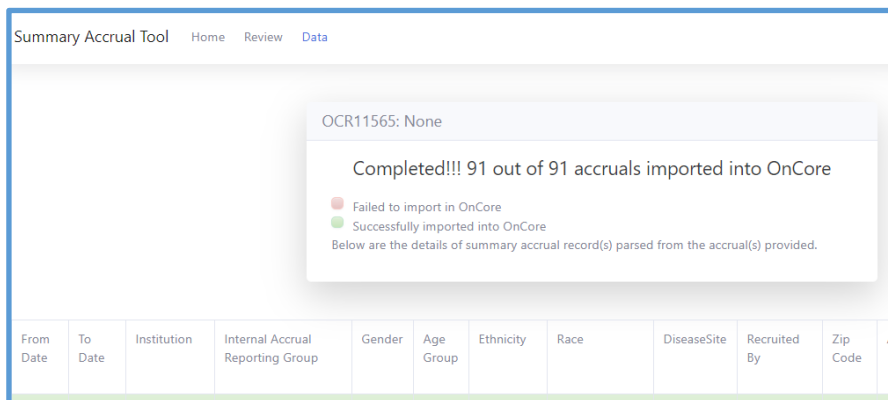 Summary Accrual Tool Home Review Data
OCR11565: None
Completed!!! 91 out of 91 accruals imported into OnCore
Failed to import in OnCore
Successfully imported into OnCore
Below are the details of summary accrual record(s) parsed from the accrual(s) provided.
From Date
To Date
Institution
Internal Accrual Reporting Group
Gender
Age Group
Ethnicity
Race
DiseaseSite
Recruited By
Zip Code